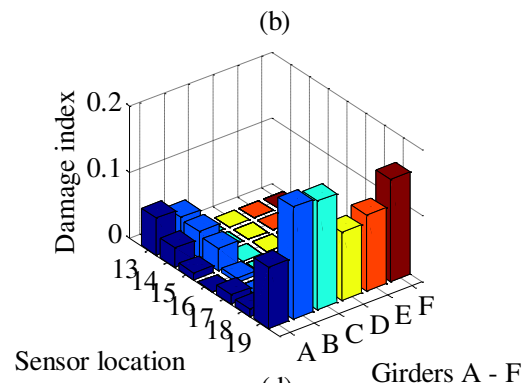 (b)
Damage index
0.2
0.1
0
13
14
15
16
17
18
19
A
B
C
D
E
F
Sensor location
Girders A - F